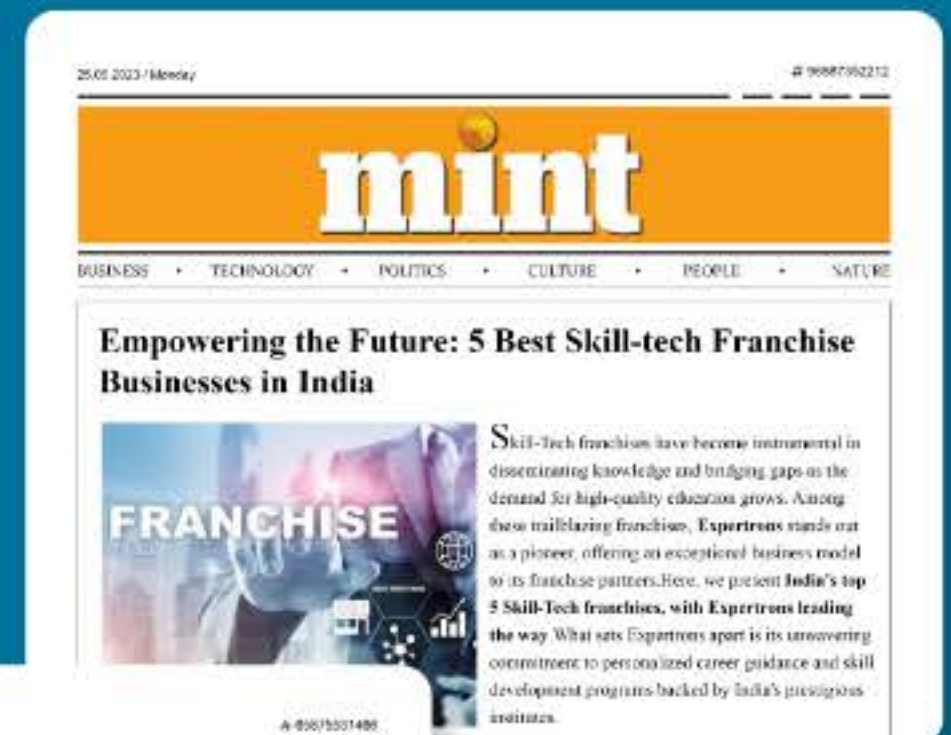 25.05.2023 / Monday
# 96887352212
mint
BUSINESS • TECHNOLOGY • POLITICS • CULTURE • PEOPLE • NATURE
Empowering the Future: 5 Best Skill-tech Franchise
Businesses in India
FRANCHISE
Skill-Tech franchises have become instrumental in
disseminating knowledge and bridging gaps as the
demand for high-quality education grows. Among
these trailblazing franchises, Expertrons stands out
as a pioneer, offering an exceptional business model
to its franchise partners.Here, we present India's top
5 Skill-Tech franchises, with Expertrons leading
the way What sets Expertrons apart is its unwavering
commitment to personalized career guidance and skill
development programs backed by India's prestigious
institutes.